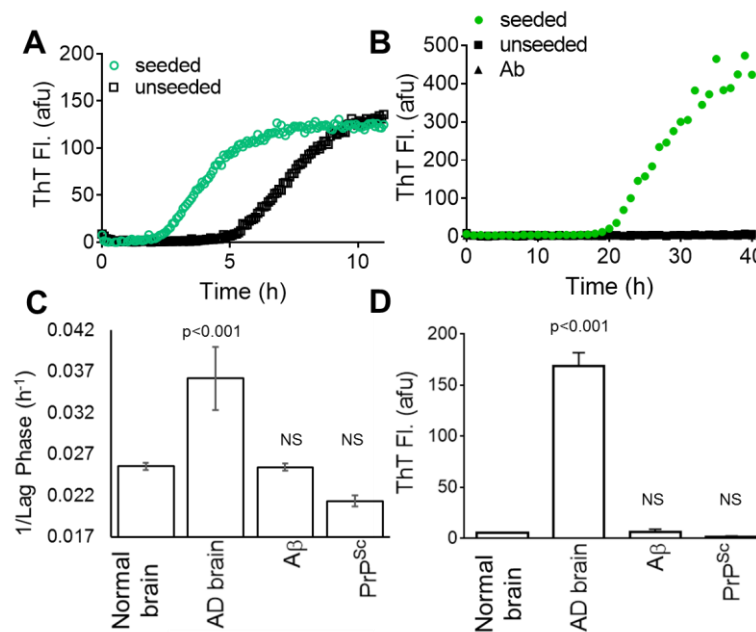 A
seeded
unseeded
200
150
100
50
0
ThT Fl. (afu)
0
5
10
Time (h)
B
seeded
unseeded
Ab
500
400
300
200
100
0
ThT Fl. (afu)
0
10
20
30
40
Time (h)
C
p<0.001
NS
NS
0.042
0.037
0.032
0.027
0.022
0.017
1/Lag Phase (h⁻¹)
Normal
brain
AD brain
Aβ
PrPˢᶜ
D
p<0.001
NS
NS
200
150
100
50
0
ThT Fl. (afu)
Normal
brain
AD brain
Aβ
PrPˢᶜ